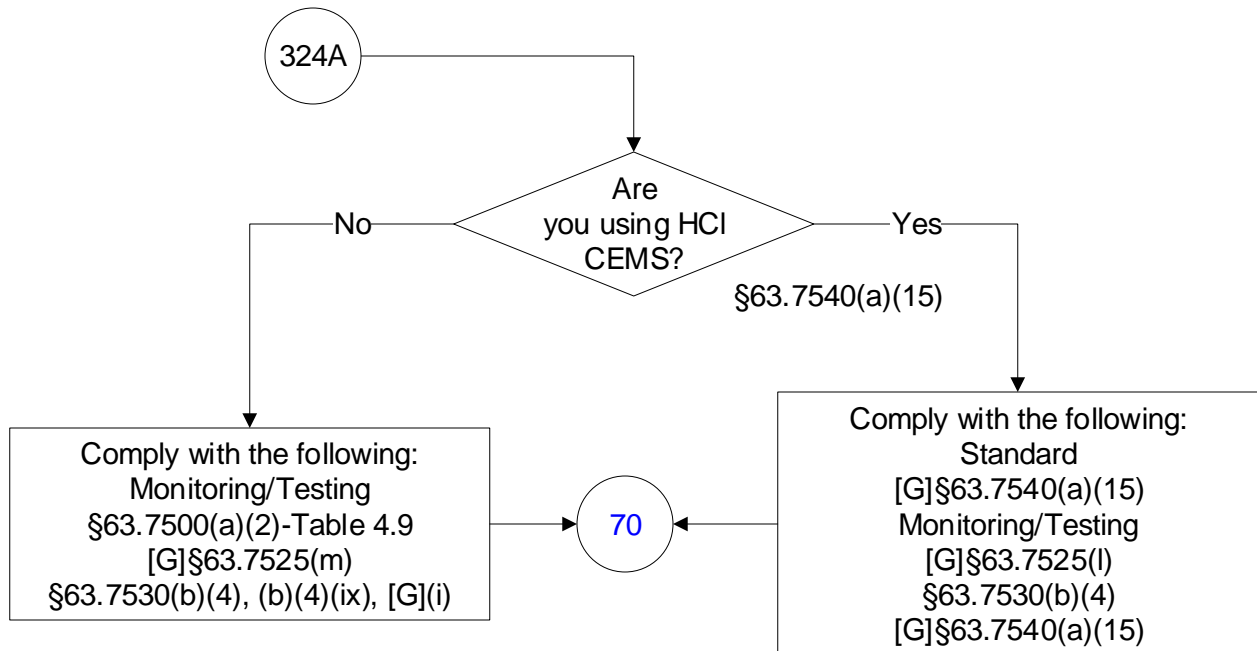 324A
Are
you using HCl
CEMS?
No
Yes
§63.7540(a)(15)
Comply with the following:
Monitoring/Testing
§63.7500(a)(2)-Table 4.9
[G]§63.7525(m)
§63.7530(b)(4), (b)(4)(ix), [G](i)
70
Comply with the following:
Standard
[G]§63.7540(a)(15)
Monitoring/Testing
[G]§63.7525(l)
§63.7530(b)(4)
[G]§63.7540(a)(15)